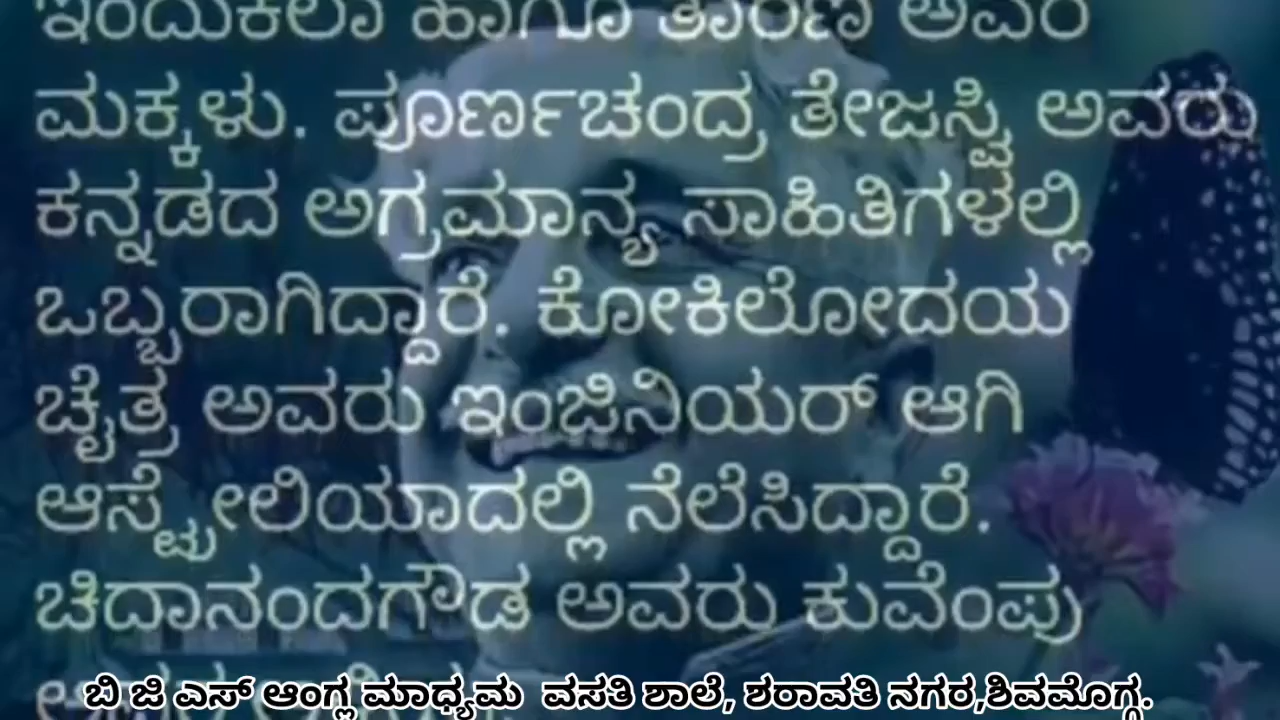 ಇಂದುಕಲಾ ಹಾಗೂ ತಾರಿಣಿ ಅವರ
ಮಕ್ಕಳು. ಪೂರ್ಣಚಂದ್ರ ತೇಜಸ್ವಿ ಅವರು
ಕನ್ನಡದ ಅಗ್ರಮಾನ್ಯ ಸಾಹಿತಿಗಳಲ್ಲಿ
ಒಬ್ಬರಾಗಿದ್ದಾರೆ. ಕೋಕಿಲೋದಯ
ಚೈತ್ರ ಅವರು ಇಂಜಿನಿಯರ್ ಆಗಿ
ಆಸ್ಟ್ರೇಲಿಯಾದಲ್ಲಿ ನೆಲೆಸಿದ್ದಾರೆ.
ಚಿದಾನಂದಗೌಡ ಅವರು ಕುವೆಂಪು
ಬಿ ಜಿ ಎಸ್ ಆಂಗ್ಲ ಮಾಧ್ಯಮ ವಸತಿ ಶಾಲೆ, ಶರಾವತಿ ನಗರ,ಶಿವಮೊಗ್ಗ.